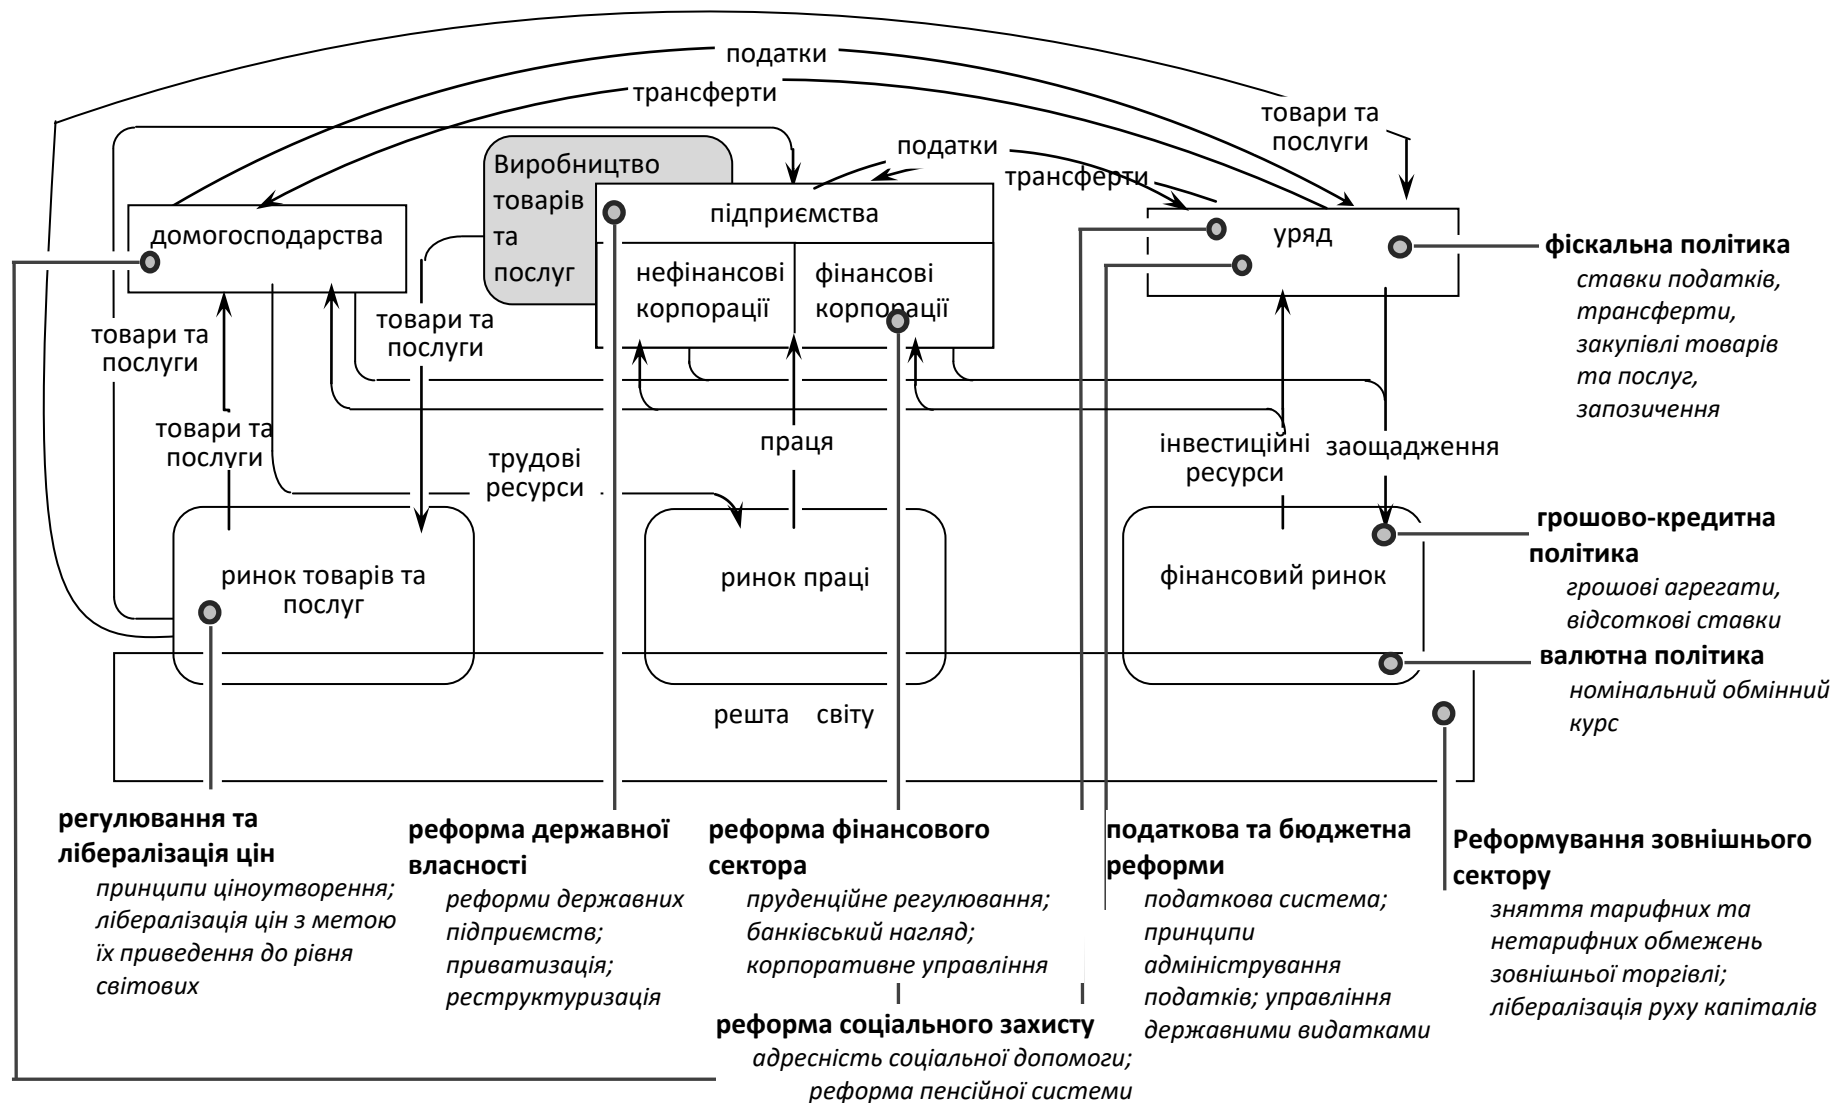 податки
трансферти
товари та
послуги
податки
трансферти
Виробництво
товарів
та
послуг
підприємства
домогосподарства
уряд
нефінансові
корпорації
фінансові
корпорації
фіскальна політика
ставки податків,
трансферти,
закупівлі товарів
та послуг,
запозичення
товари та
послуги
товари та
послуги
товари та
послуги
трудові
ресурси
праця
інвестиційні
ресурси
заощадження
грошово-кредитна
політика
грошові агрегати,
відсоткові ставки
ринок товарів та
послуг
ринок праці
фінансовий ринок
валютна політика
номінальний обмінний
курс
решта світу
регулювання та
лібералізація цін
принципи ціноутворення;
лібералізація цін з метою
їх приведення до рівня
світових
реформа державної
власності
реформи державних
підприємств;
приватизація;
реструктуризація
реформа фінансового
сектора
пруденційне регулювання;
банківський нагляд;
корпоративне управління
податкова та бюджетна
реформи
податкова система;
принципи
адміністрування
податків; управління
державними видатками
Реформування зовнішнього
сектору
зняття тарифних та
нетарифних обмежень
зовнішньої торгівлі;
лібералізація руху капіталів
реформа соціального захисту
адресність соціальної допомоги;
реформа пенсійної системи